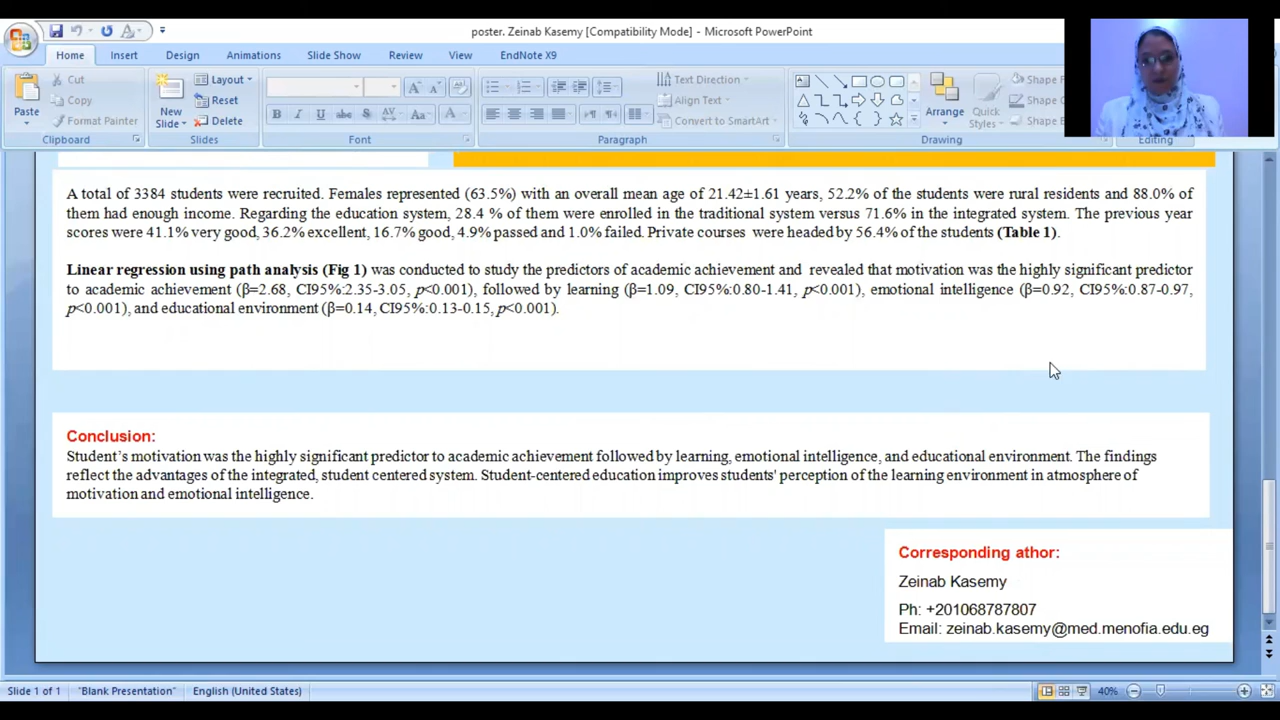 poster. Zeinab Kasemy [Compatibility Mode] - Microsoft PowerPoint
Home Insert Design Animations Slide Show Review View EndNote X9
Paste
Cut
Copy
Format Painter
Clipboard
New
Slide
Layout
Reset
Delete
Slides
B I U abc S AV Aa A
Font
Text Direction
Align Text
Convert to SmartArt
Paragraph
Arrange
Quick
Styles
Shape F
Shape O
Shape E
Drawing
Editing
A total of 3384 students were recruited. Females represented (63.5%) with an overall mean age of 21.42±1.61 years, 52.2% of the students were rural residents and 88.0% of
them had enough income. Regarding the education system, 28.4 % of them were enrolled in the traditional system versus 71.6% in the integrated system. The previous year
scores were 41.1% very good, 36.2% excellent, 16.7% good, 4.9% passed and 1.0% failed. Private courses were headed by 56.4% of the students (Table 1).
Linear regression using path analysis (Fig 1) was conducted to study the predictors of academic achievement and revealed that motivation was the highly significant predictor
to academic achievement (β=2.68, CI95%:2.35-3.05, p<0.001), followed by learning (β=1.09, CI95%:0.80-1.41, p<0.001), emotional intelligence (β=0.92, CI95%:0.87-0.97,
p<0.001), and educational environment (β=0.14, CI95%:0.13-0.15, p<0.001).
Conclusion:
Student's motivation was the highly significant predictor to academic achievement followed by learning, emotional intelligence, and educational environment. The findings
reflect the advantages of the integrated, student centered system. Student-centered education improves students' perception of the learning environment in atmosphere of
motivation and emotional intelligence.
Corresponding athor:
Zeinab Kasemy
Ph: +201068787807
Email: zeinab.kasemy@med.menofia.edu.eg
Slide 1 of 1 "Blank Presentation" English (United States) 40%